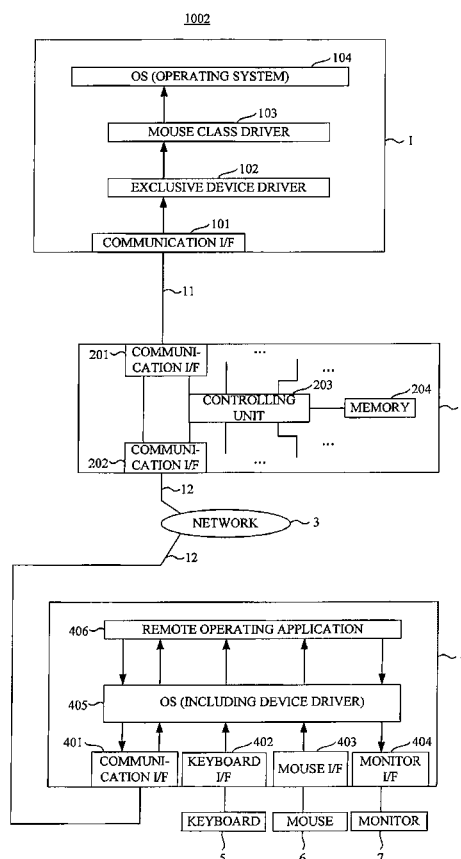 1002
104
OS (OPERATING SYSTEM)
103
MOUSE CLASS DRIVER
1
102
EXCLUSIVE DEVICE DRIVER
101
COMMUNICATION I/F
11
201
COMMUNI-
CATION I/F
...
...
203
204
CONTROLLING
UNIT
MEMORY
COMMUNI-
CATION I/F
202
...
...
12
NETWORK
3
12
406
REMOTE OPERATING APPLICATION
405
OS (INCLUDING DEVICE DRIVER)
401
402
403
404
COMMUNI-
CATION I/F
KEYBOARD
I/F
MOUSE I/F
MONITOR
I/F
KEYBOARD
MOUSE
MONITOR
5
6
7